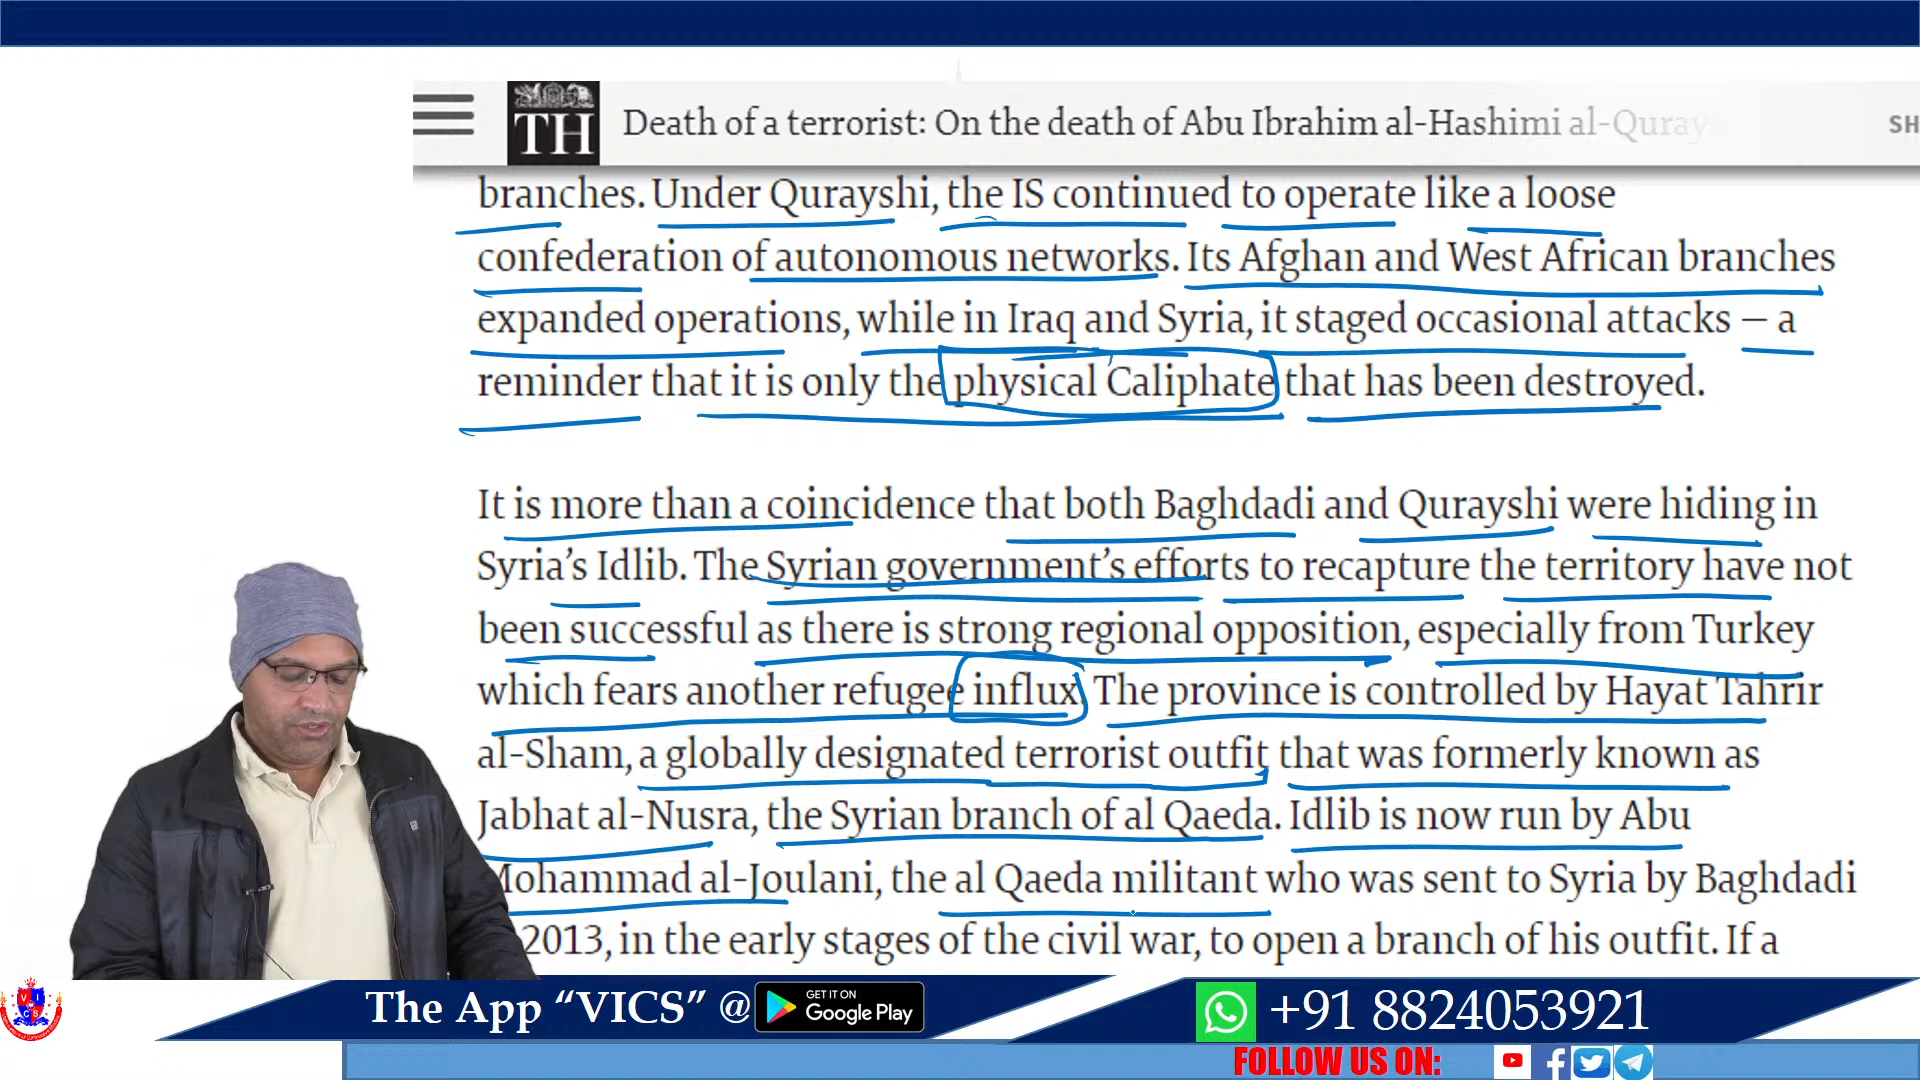 TH
Death of a terrorist: On the death of Abu Ibrahim al-Hashimi al-Quray
SH
branches. Under Qurayshi, the IS continued to operate like a loose
confederation of autonomous networks. Its Afghan and West African branches
expanded operations, while in Iraq and Syria, it staged occasional attacks — a
reminder that it is only the physical Caliphate that has been destroyed.
It is more than a coincidence that both Baghdadi and Qurayshi were hiding in
Syria’s Idlib. The Syrian government’s efforts to recapture the territory have not
been successful as there is strong regional opposition, especially from Turkey
which fears another refugee influx. The province is controlled by Hayat Tahrir
al-Sham, a globally designated terrorist outfit that was formerly known as
Jabhat al-Nusra, the Syrian branch of al Qaeda. Idlib is now run by Abu
Mohammad al-Joulani, the al Qaeda militant who was sent to Syria by Baghdadi
2013, in the early stages of the civil war, to open a branch of his outfit. If a
The App “VICS” @
GET IT ON
Google Play
+91 8824053921
FOLLOW US ON: